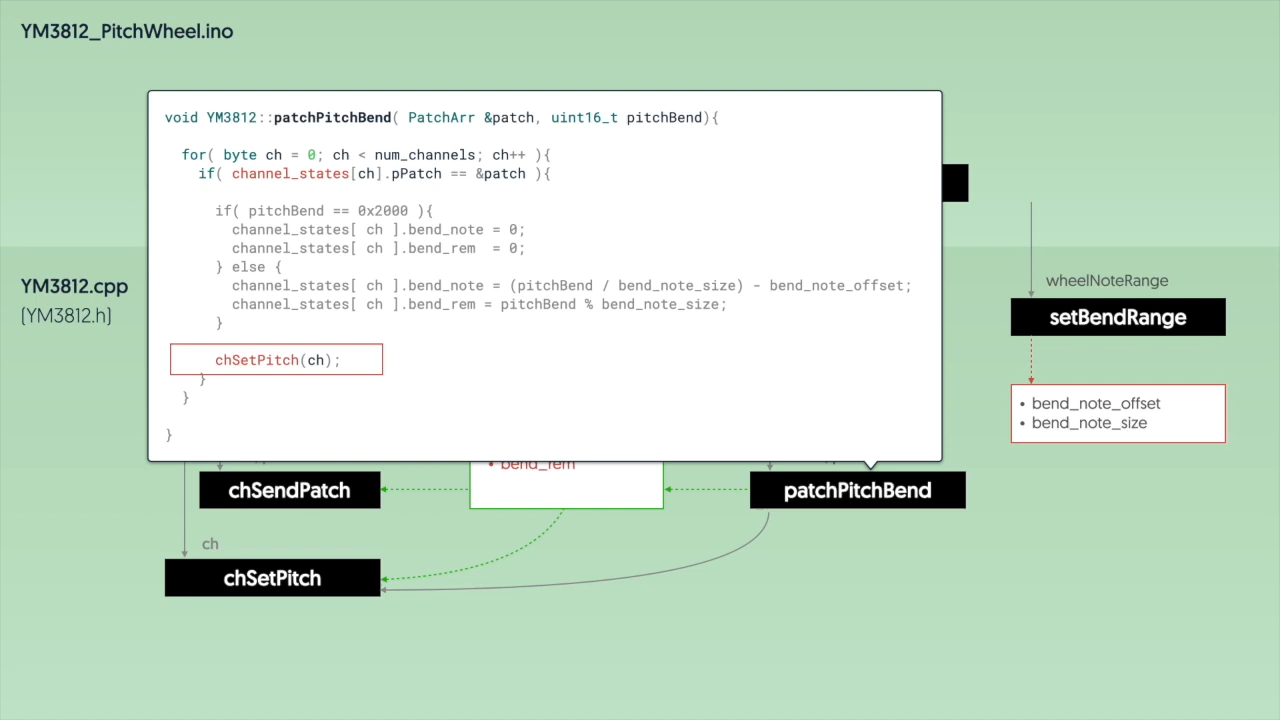 YM3812_PitchWheel.ino
void YM3812::patchPitchBend( PatchArr &patch, uint16_t pitchBend){
for( byte ch = 0; ch < num_channels; ch++ ){
if( channel_states[ch].pPatch == &patch ){
if( pitchBend == 0x2000 ){
channel_states[ ch ].bend_note = 0;
channel_states[ ch ].bend_rem  = 0;
} else {
channel_states[ ch ].bend_note = (pitchBend / bend_note_size) - bend_note_offset;
channel_states[ ch ].bend_rem = pitchBend % bend_note_size;
}
chSetPitch(ch);
}
}
}
YM3812.cpp
(YM3812.h)
wheelNoteRange
setBendRange
• bend_note_offset
• bend_note_size
• bend_rem
chSendPatch
patchPitchBend
ch
chSetPitch